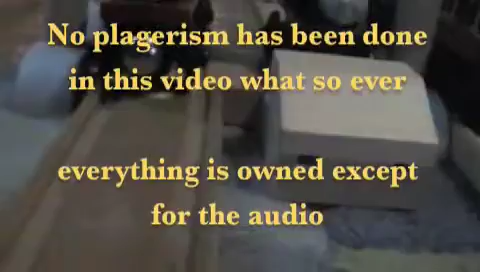 No plagerism has been done
in this video what so ever
everything is owned except
for the audio